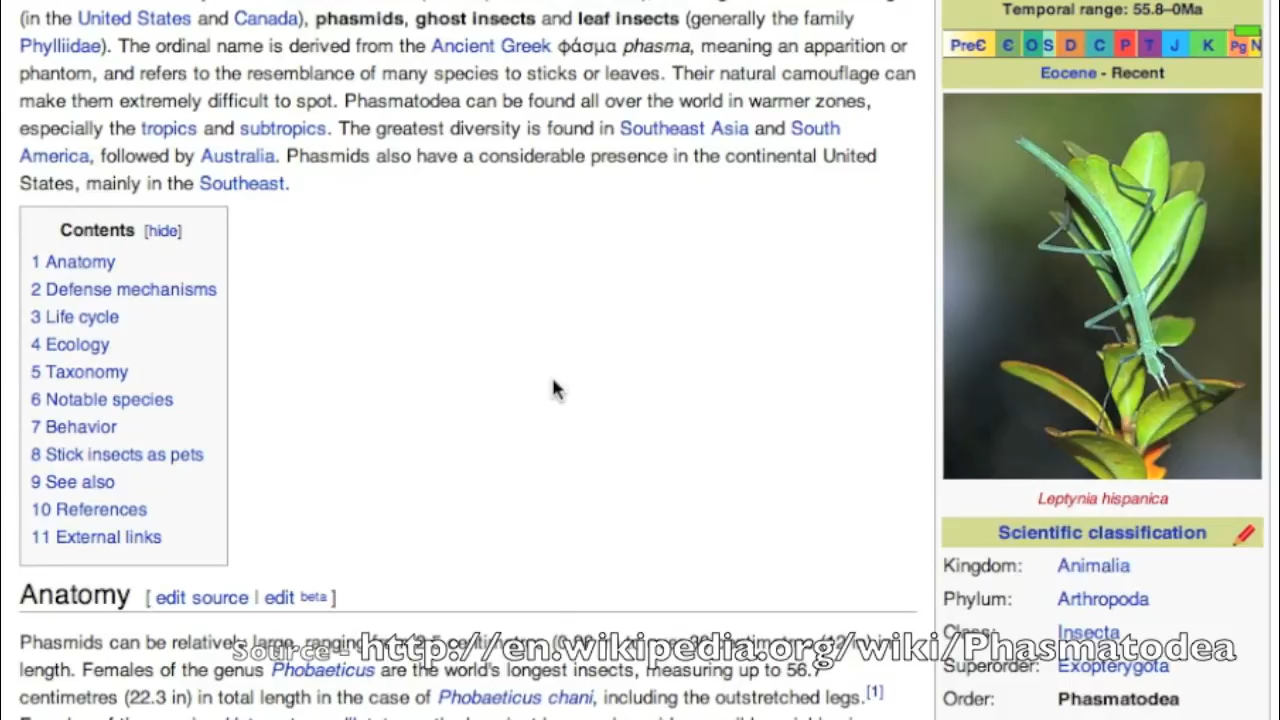 (in the United States and Canada), phasmids, ghost insects and leaf insects (generally the family
Phylliidae). The ordinal name is derived from the Ancient Greek φάσμα phasma, meaning an apparition or
phantom, and refers to the resemblance of many species to sticks or leaves. Their natural camouflage can
make them extremely difficult to spot. Phasmatodea can be found all over the world in warmer zones,
especially the tropics and subtropics. The greatest diversity is found in Southeast Asia and South
America, followed by Australia. Phasmids also have a considerable presence in the continental United
States, mainly in the Southeast.
Contents [hide]
1 Anatomy
2 Defense mechanisms
3 Life cycle
4 Ecology
5 Taxonomy
6 Notable species
7 Behavior
8 Stick insects as pets
9 See also
10 References
11 External links
Anatomy [ edit source | edit beta ]
Phasmids can be relatively large, ranging
length. Females of the genus Phobaeticus are the world's longest insects, measuring up to 56.7
centimetres (22.3 in) in total length in the case of Phobaeticus chani, including the outstretched legs.[1]
Temporal range: 55.8–0Ma
PreЄ Є O S D C P T J K Pg N
Eocene - Recent
Leptynia hispanica
Scientific classification
Kingdom: Animalia
Phylum: Arthropoda
Class: Insecta
Superorder: Exopterygota
Order: Phasmatodea
source - http://en.wikipedia.org/wiki/Phasmatodea